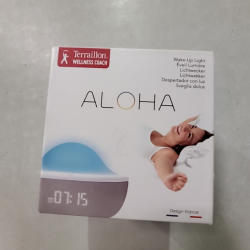 Terraillon
WELLNESS COACH
Wake Up Light
Éveil Lumière
Lichtwecker
Lichtwekker
Despertador con luz
Sveglia dolce
ALOHA
07:15
Design France